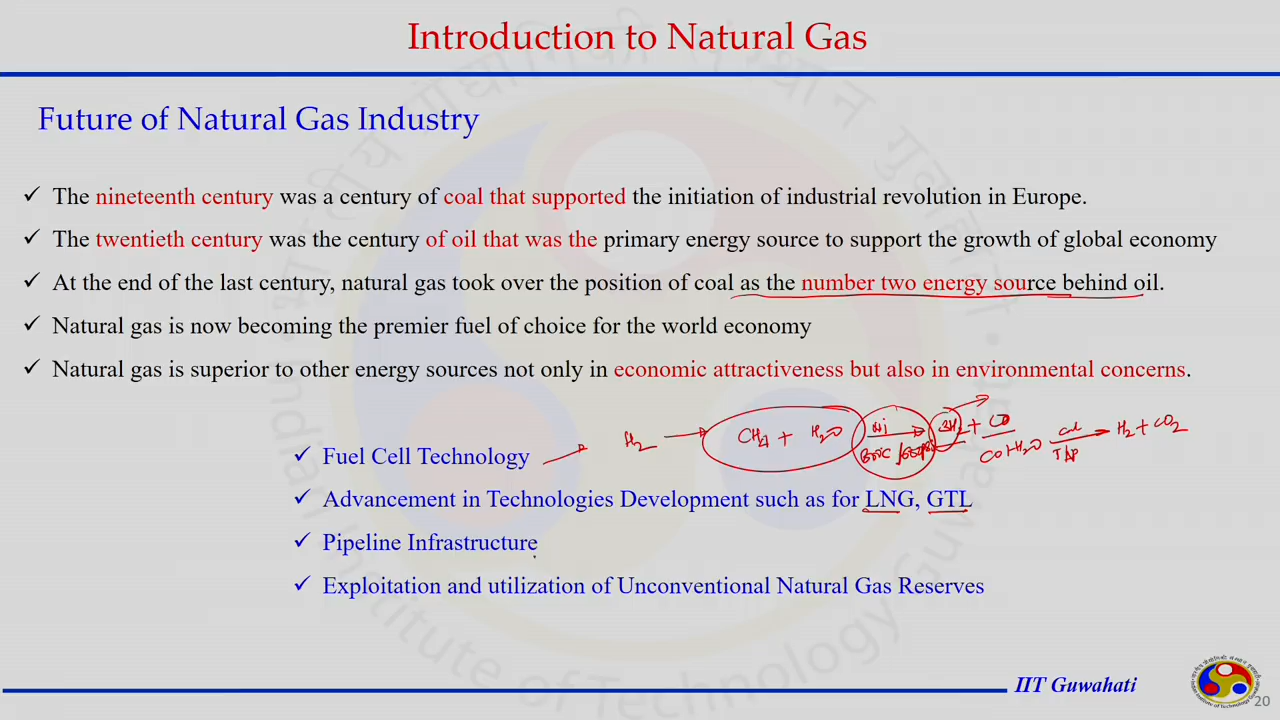 Introduction to Natural Gas
Future of Natural Gas Industry
✓ The nineteenth century was a century of coal that supported the initiation of industrial revolution in Europe.
✓ The twentieth century was the century of oil that was the primary energy source to support the growth of global economy
✓ At the end of the last century, natural gas took over the position of coal as the number two energy source behind oil.
✓ Natural gas is now becoming the premier fuel of choice for the world economy
✓ Natural gas is superior to other energy sources not only in economic attractiveness but also in environmental concerns.
H2 → CH4 + H2O Ni → 3H2 + CO
CO + H2O → H2 + CO2
✓ Fuel Cell Technology
✓ Advancement in Technologies Development such as for LNG, GTL
✓ Pipeline Infrastructure
✓ Exploitation and utilization of Unconventional Natural Gas Reserves
Indian Institute of Technology Guwahati
IIT Guwahati
20